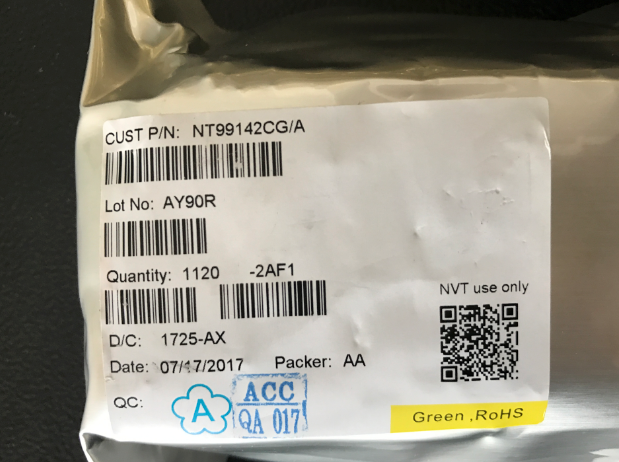 CUST P/N: NT99142CG/A
Lot No: AY90R
Quantity: 1120 -2AF1
NVT use only
D/C: 1725-AX
Date: 07/17/2017 Packer: AA
QC: A ACC
QA 017
Green ,RoHS